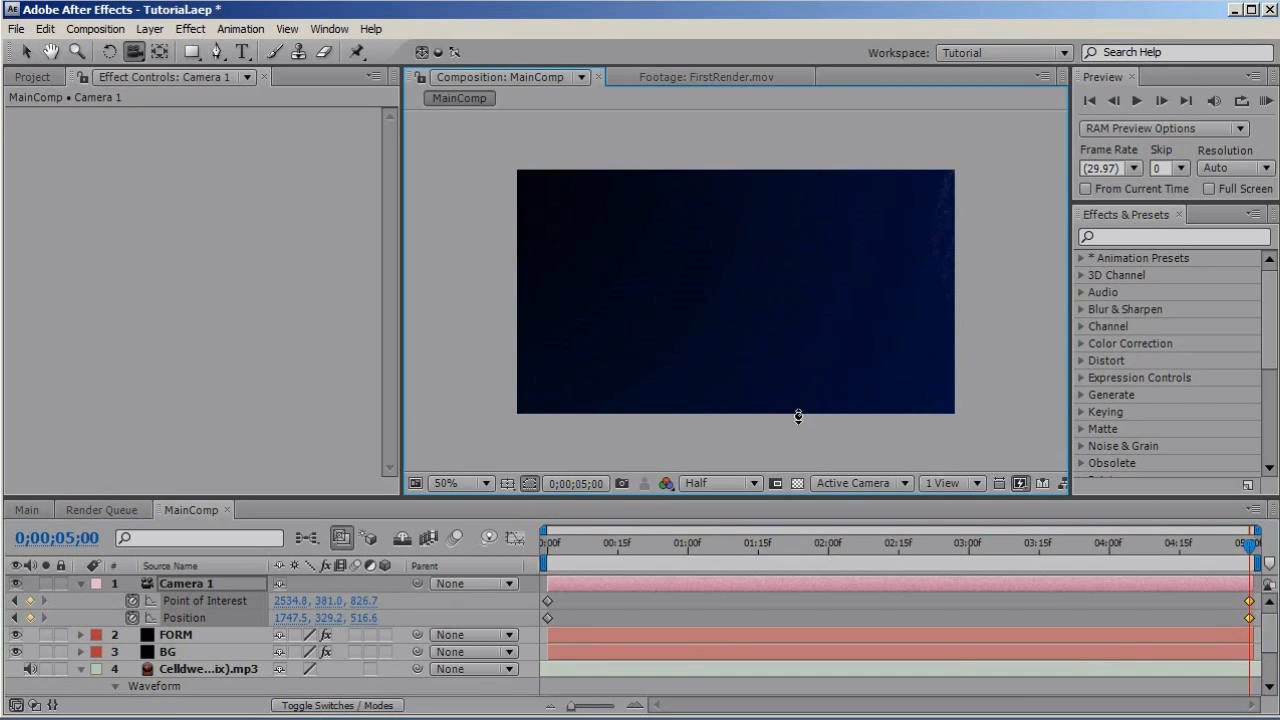 Adobe After Effects - Tutorial.aep *
File Edit Composition Layer Effect Animation View Window Help
Workspace: Tutorial Search Help
Project Effect Controls: Camera 1 Composition: MainComp Footage: FirstRender.mov Preview
MainComp • Camera 1 MainComp
RAM Preview Options
Frame Rate Skip Resolution
(29.97) 0 Auto
From Current Time Full Screen
Effects & Presets
* Animation Presets
3D Channel
Audio
Blur & Sharpen
Channel
Color Correction
Distort
Expression Controls
Generate
Keying
Matte
Noise & Grain
Obsolete
50% 0;00;05;00 Half Active Camera 1 View
Main Render Queue MainComp
0;00;05;00
0:00f 00:15f 01:00f 01:15f 02:00f 02:15f 03:00f 03:15f 04:00f 04:15f
# Source Name Parent
1 Camera 1 None
Point of Interest 2534.8, 381.0, 826.7
Position 1747.5, 329.2, 516.6
2 FORM fx None
3 BG fx None
4 Celldwe...ix).mp3 None
Waveform
Toggle Switches / Modes